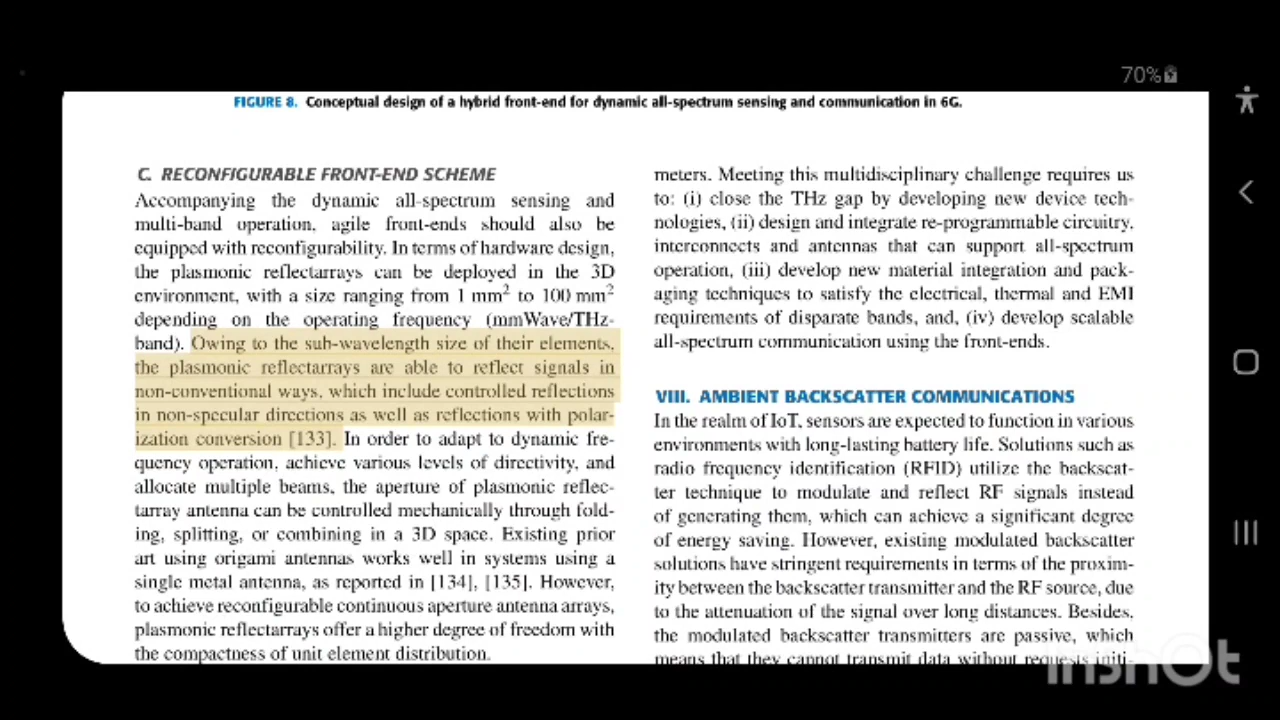 70%
FIGURE 8. Conceptual design of a hybrid front-end for dynamic all-spectrum sensing and communication in 6G.
C. RECONFIGURABLE FRONT-END SCHEME
Accompanying the dynamic all-spectrum sensing and
multi-band operation, agile front-ends should also be
equipped with reconfigurability. In terms of hardware design,
the plasmonic reflectarrays can be deployed in the 3D
environment, with a size ranging from 1 mm² to 100 mm²
depending on the operating frequency (mmWave/THz-
band). Owing to the sub-wavelength size of their elements,
the plasmonic reflectarrays are able to reflect signals in
non-conventional ways, which include controlled reflections
in non-specular directions as well as reflections with polar-
ization conversion [133]. In order to adapt to dynamic fre-
quency operation, achieve various levels of directivity, and
allocate multiple beams, the aperture of plasmonic reflec-
tarray antenna can be controlled mechanically through fold-
ing, splitting, or combining in a 3D space. Existing prior
art using origami antennas works well in systems using a
single metal antenna, as reported in [134], [135]. However,
to achieve reconfigurable continuous aperture antenna arrays,
plasmonic reflectarrays offer a higher degree of freedom with
the compactness of unit element distribution.
meters. Meeting this multidisciplinary challenge requires us
to: (i) close the THz gap by developing new device tech-
nologies, (ii) design and integrate re-programmable circuitry,
interconnects and antennas that can support all-spectrum
operation, (iii) develop new material integration and pack-
aging techniques to satisfy the electrical, thermal and EMI
requirements of disparate bands, and, (iv) develop scalable
all-spectrum communication using the front-ends.
VIII. AMBIENT BACKSCATTER COMMUNICATIONS
In the realm of IoT, sensors are expected to function in various
environments with long-lasting battery life. Solutions such as
radio frequency identification (RFID) utilize the backscat-
ter technique to modulate and reflect RF signals instead
of generating them, which can achieve a significant degree
of energy saving. However, existing modulated backscatter
solutions have stringent requirements in terms of the proxim-
ity between the backscatter transmitter and the RF source, due
to the attenuation of the signal over long distances. Besides,
the modulated backscatter transmitters are passive, which
means that they cannot transmit data without requests initi-
InShOt